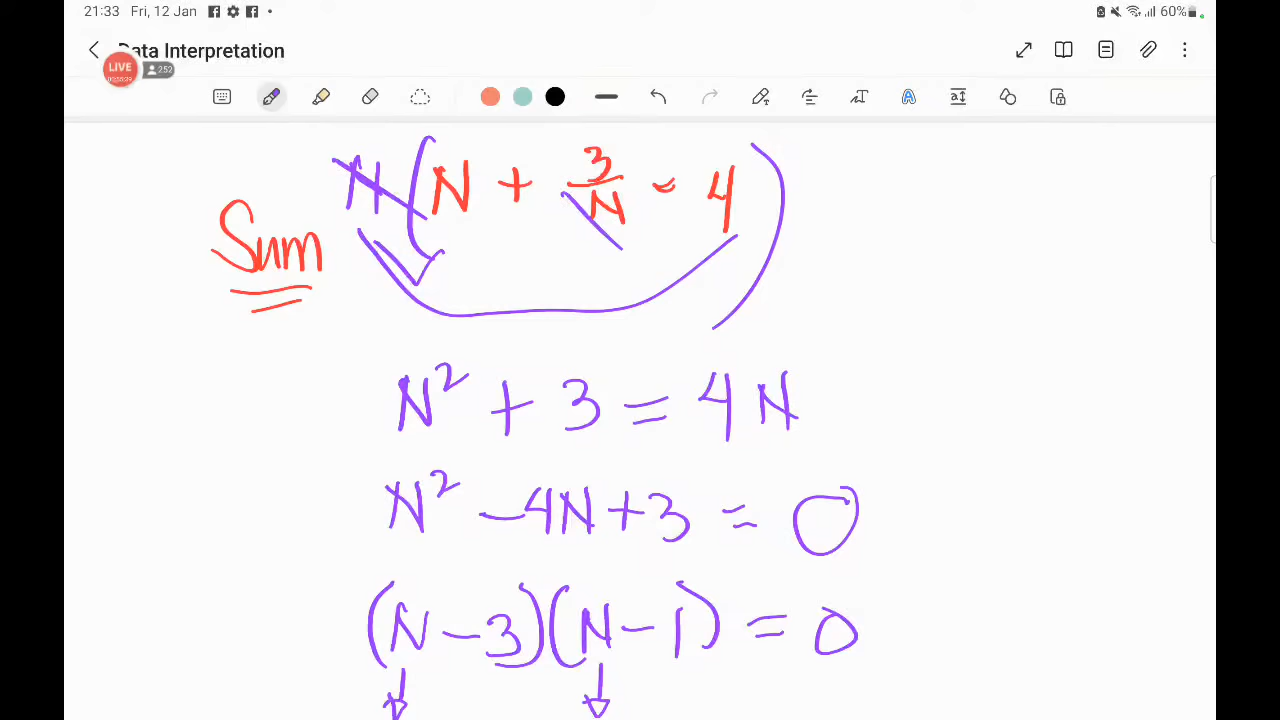 21:33 Fri, 12 Jan 60%
Data Interpretation
LIVE
252
N(N + 3/N = 4)
Sum
N² + 3 = 4N
N² - 4N + 3 = 0
(N - 3)(N - 1) = 0